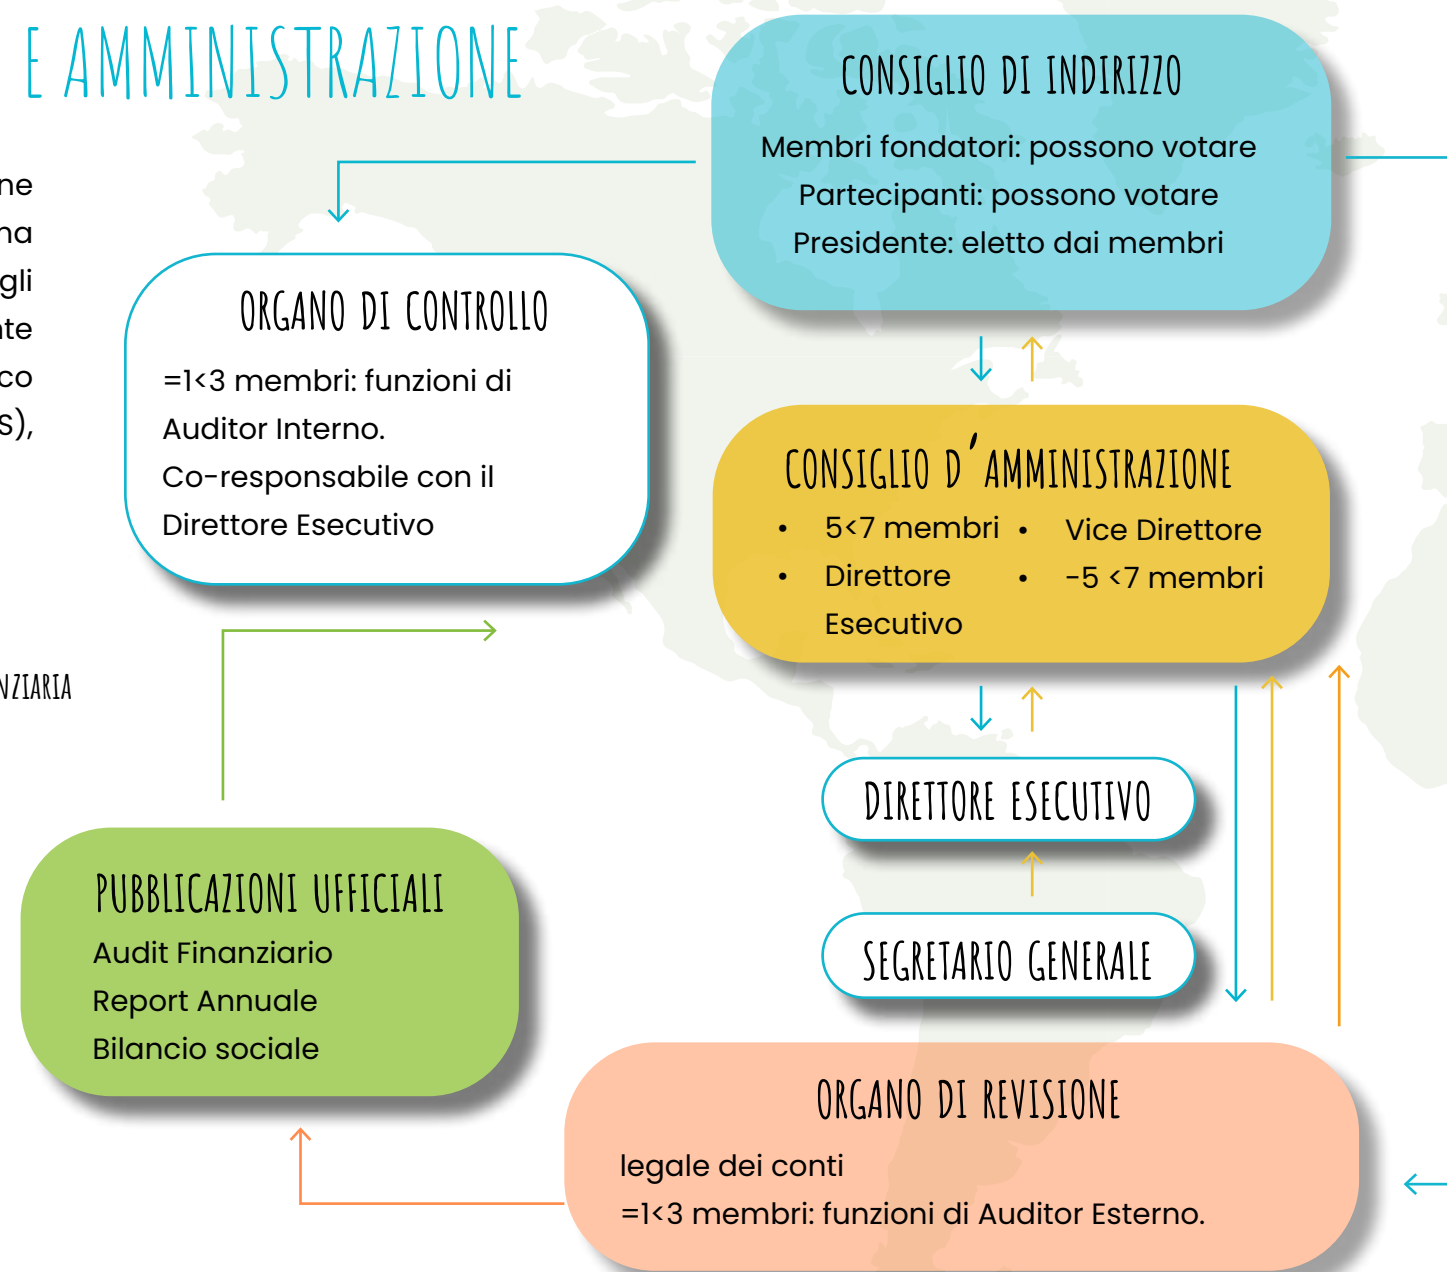 E AMMINISTRAZIONE
CONSIGLIO DI INDIRIZZO
Membri fondatori: possono votare
Partecipanti: possono votare
Presidente: eletto dai membri
ne
na
gli
nte
co
S),
ORGANO DI CONTROLLO
=1<3 membri: funzioni di
Auditor Interno.
Co-responsabile con il
Direttore Esecutivo
CONSIGLIO D'AMMINISTRAZIONE
• 5<7 membri
• Direttore
Esecutivo
• Vice Direttore
• -5 <7 membri
NZIARIA
DIRETTORE ESECUTIVO
SEGRETARIO GENERALE
PUBBLICAZIONI UFFICIALI
Audit Finanziario
Report Annuale
Bilancio sociale
ORGANO DI REVISIONE
legale dei conti
=1<3 membri: funzioni di Auditor Esterno.